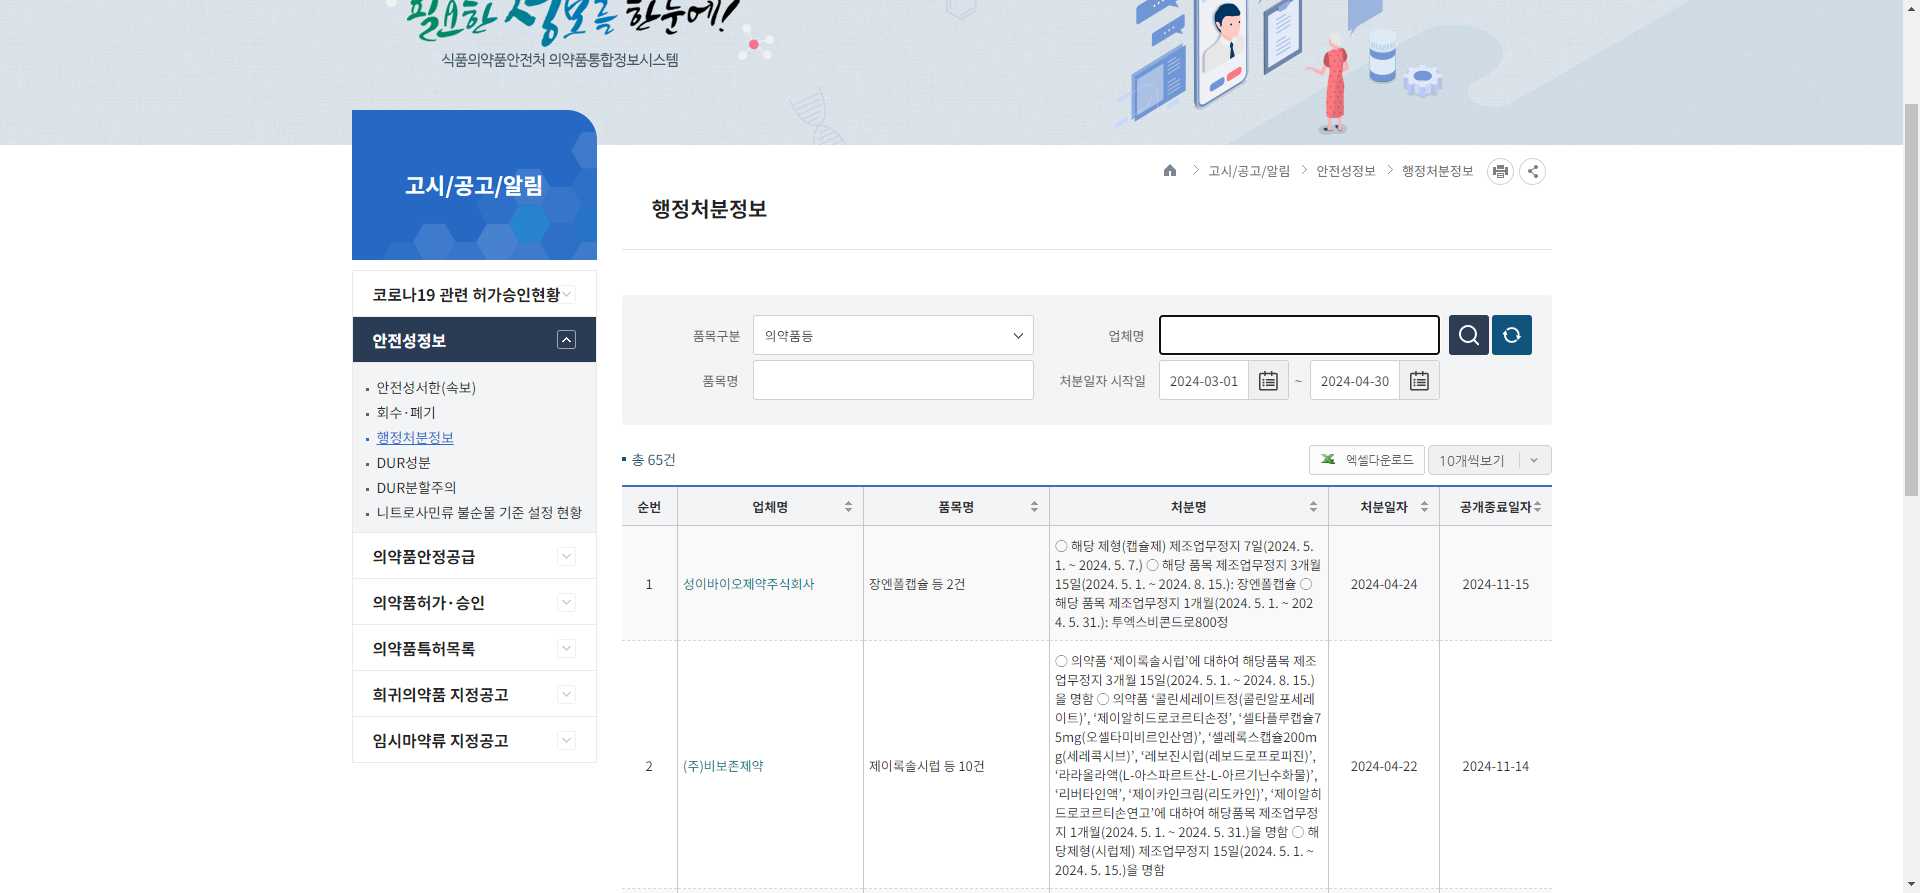 필요한 정보를 한눈에!
식품의약품안전처 의약품통합정보시스템
고시/공고/알림
코로나19 관련 허가승인현황
안전성정보
안전성서한(속보)
회수·폐기
행정처분정보
DUR성분
DUR분할주의
니트로사민류 불순물 기준 설정 현황
의약품안정공급
의약품허가·승인
의약품특허목록
희귀의약품 지정공고
임시마약류 지정공고
고시/공고/알림 > 안전성정보 > 행정처분정보
행정처분정보
품목구분 의약품등 업체명
품목명 처분일자 시작일 2024-03-01 ~ 2024-04-30
총 65건 엑셀다운로드 10개씩보기
순번 업체명 품목명 처분명 처분일자 공개종료일자
1 성이바이오제약주식회사 장엔폴캡슐 등 2건
○ 해당 제형(캡슐제) 제조업무정지 7일(2024. 5.
1. ~ 2024. 5. 7.) ○ 해당 품목 제조업무정지 3개월
15일(2024. 5. 1. ~ 2024. 8. 15.): 장엔폴캡슐 ○
해당 품목 제조업무정지 1개월(2024. 5. 1. ~ 202
4. 5. 31.): 투엑스비콘드로800정
2024-04-24 2024-11-15
2 (주)비보존제약 제이록솔시럽 등 10건
○ 의약품 ‘제이록솔시럽’에 대하여 해당품목 제조
업무정지 3개월 15일(2024. 5. 1. ~ 2024. 8. 15.)
을 명함 ○ 의약품 ‘콜린세레이트정(콜린알포세레
이트)’, ‘제이알히드로코르티손정’, ‘셀타플루캡슐7
5mg(오셀타미비르인산염)’, ‘셀레록스캡슐200m
g(세레콕시브)’, ‘레보진시럽(레보드로프로피진)’,
‘라라올라액(L-아스파르트산-L-아르기닌수화물)’,
‘리버타인액’, ‘제이카인크림(리도카인)’, ‘제이알히
드로코르티손연고’에 대하여 해당품목 제조업무정
지 1개월(2024. 5. 1. ~ 2024. 5. 31.)을 명함 ○ 해
당제형(시럽제) 제조업무정지 15일(2024. 5. 1. ~
2024. 5. 15.)을 명함
2024-04-22 2024-11-14